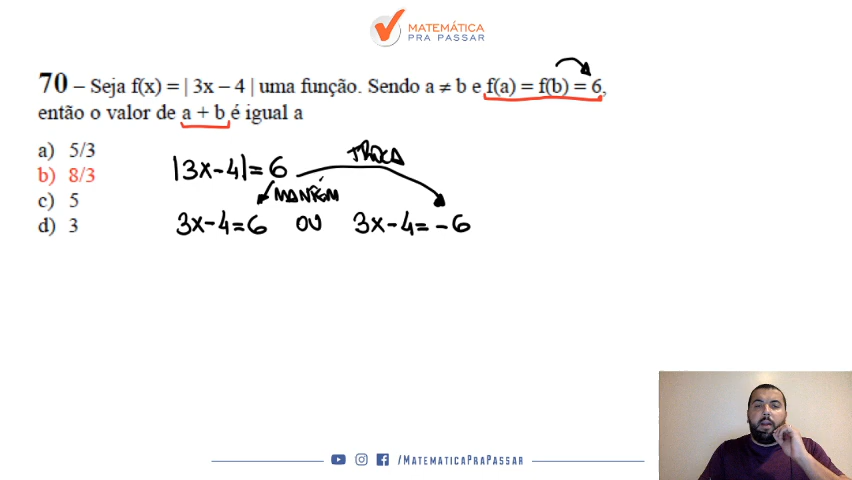 MATEMÁTICA
PRA PASSAR
70 – Seja f(x) = | 3x – 4 | uma função. Sendo a ≠ b e f(a) = f(b) = 6,
então o valor de a + b é igual a
a) 5/3
b) 8/3
c) 5
d) 3
|3x-4|=6
TROCA
MANTÉM
3x-4=6 OU 3x-4=-6
/MatematicaPraPassar